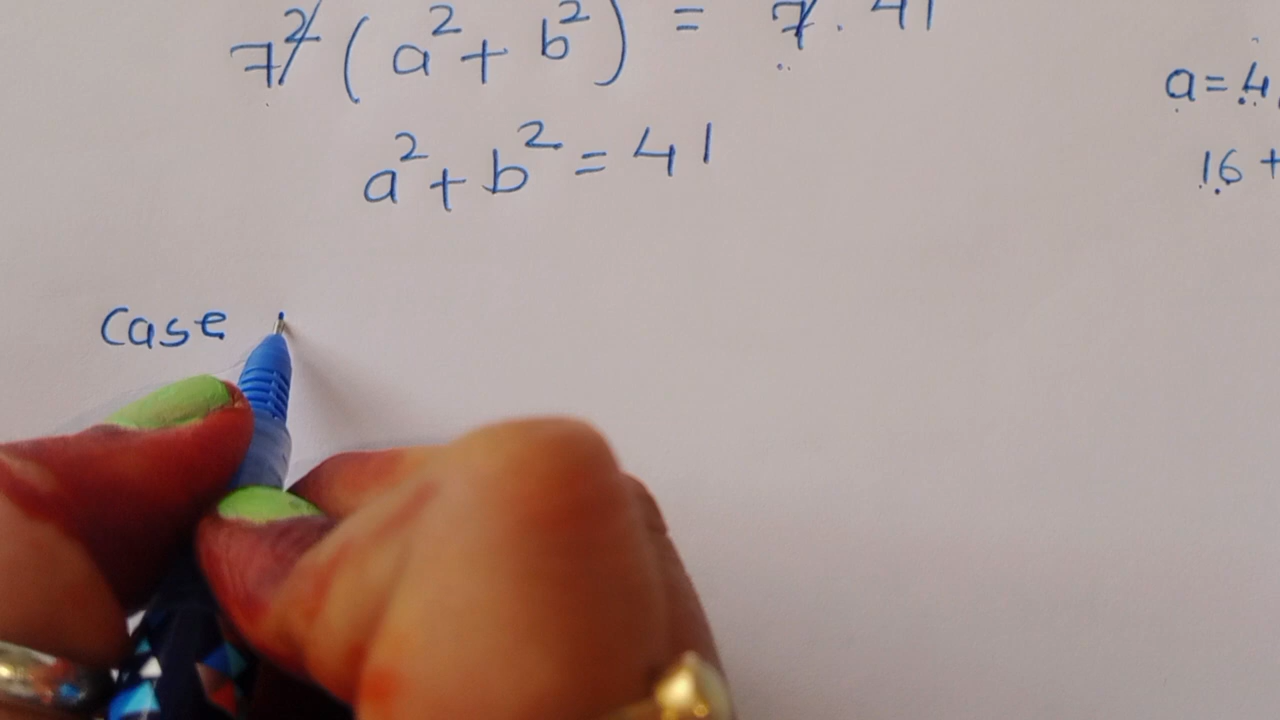 7²(a² + b²) = 7 . 41
a² + b² = 41
a = 4,
16 +
Case